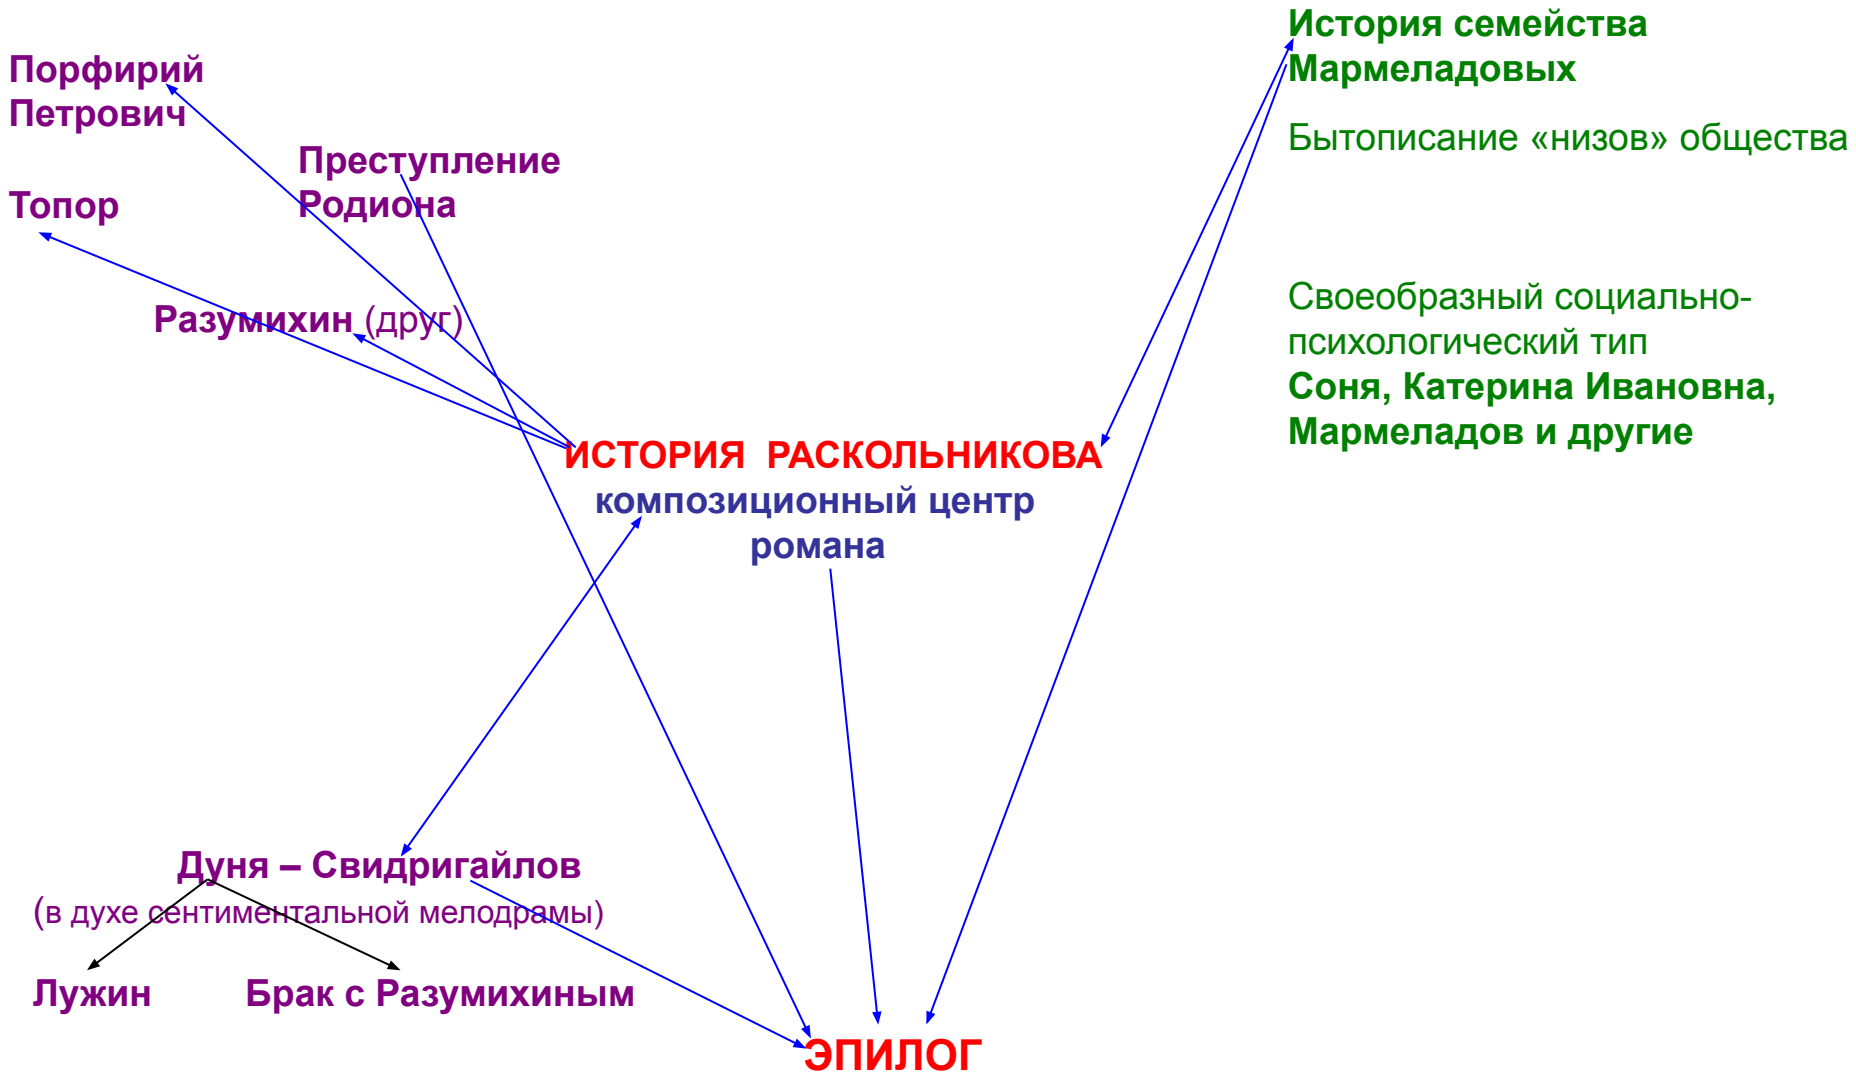 История семейства
Мармеладовых
Порфирий
Петрович
Бытописание «низов» общества
Преступление
Родиона
Топор
Своеобразный социально-
психологический тип
Соня, Катерина Ивановна,
Мармеладов и другие
Разумихин (друг)
ИСТОРИЯ РАСКОЛЬНИКОВА
композиционный центр
романа
Дуня – Свидригайлов
(в духе сентиментальной мелодрамы)
Лужин
Брак с Разумихиным
ЭПИЛОГ